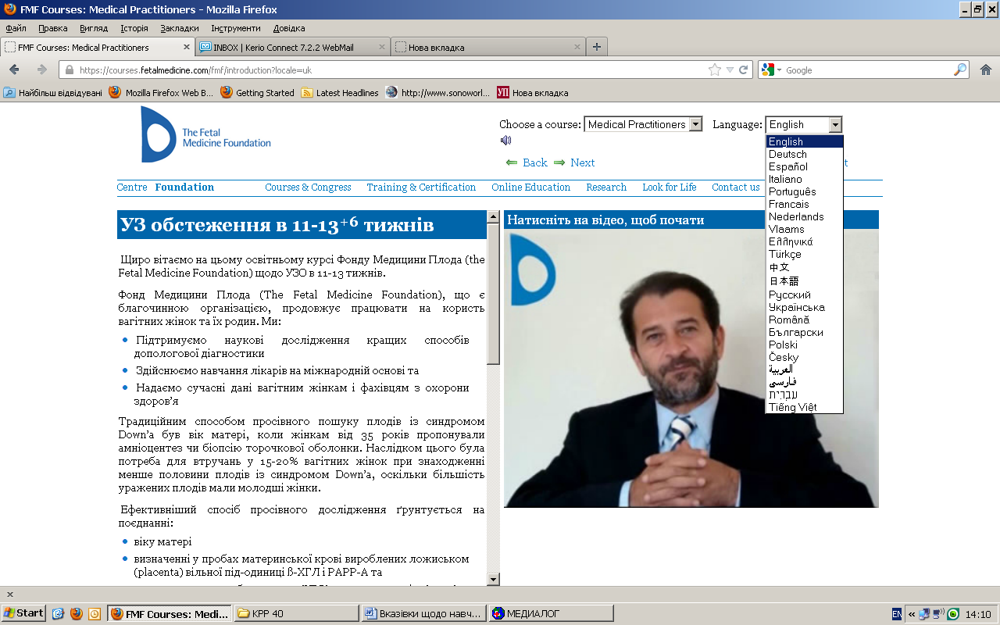 FMF Courses: Medical Practitioners - Mozilla Firefox
Файл Правка Вигляд Історія Закладки Інструменти Довідка
FMF Courses: Medical Practitioners INBOX | Kerio Connect 7.2.2 WebMail Нова вкладка
https://courses.fetalmedicine.com/fmf/introduction?locale=uk Google
Найбільш відвідувані Mozilla Firefox Web B... Getting Started Latest Headlines http://www.sonoworl... УП Нова вкладка
The Fetal
Medicine Foundation
Choose a course: Medical Practitioners Language: English
Back Next
English
Deutsch
Español
Italiano
Português
Francais
Nederlands
Vlaams
Ελληνικά
Türkçe
中文
日本語
Русский
Українська
Română
Български
Polski
Česky
العربية
فارسی
עברית
Tiếng Việt
Centre Foundation Courses & Congress Training & Certification Online Education Research Look for Life Contact us
УЗ обстеження в 11-13+6 тижнів
Щиро вітаємо на цьому освітньому курсі Фонду Медицини Плода (the
Fetal Medicine Foundation) щодо УЗО в 11-13 тижнів.
Фонд Медицини Плода (The Fetal Medicine Foundation), що є
благочинною організацією, продовжує працювати на користь
вагітних жінок та їх родин. Ми:
Підтримуємо наукові дослідження кращих способів
допологової діагностики
Здійснюємо навчання лікарів на міжнародній основі та
Надаємо сучасні дані вагітним жінкам і фахівцям з охорони
здоров'я
Традиційним способом просівного пошуку плодів із синдромом
Down'a був вік матері, коли жінкам від 35 років пропонували
амніоцентез чи біопсію торочкової оболонки. Наслідком цього була
потреба для втручань у 15-20% вагітних жінок при знаходженні
менше половини плодів із синдромом Down'a, оскільки більшість
уражених плодів мали молодші жінки.
Ефективніший спосіб просівного дослідження ґрунтується на
поєднанні:
віку матері
визначенні у пробах материнської крові вироблених ложиськом
(placenta) вільної під-одиниці ß-ХГЛ і PAPP-A та
Натисніть на відео, щоб почати
Start FMF Courses: Medi... КРР 40 Вказівки щодо навч... МЕДИАЛОГ EN 14:10